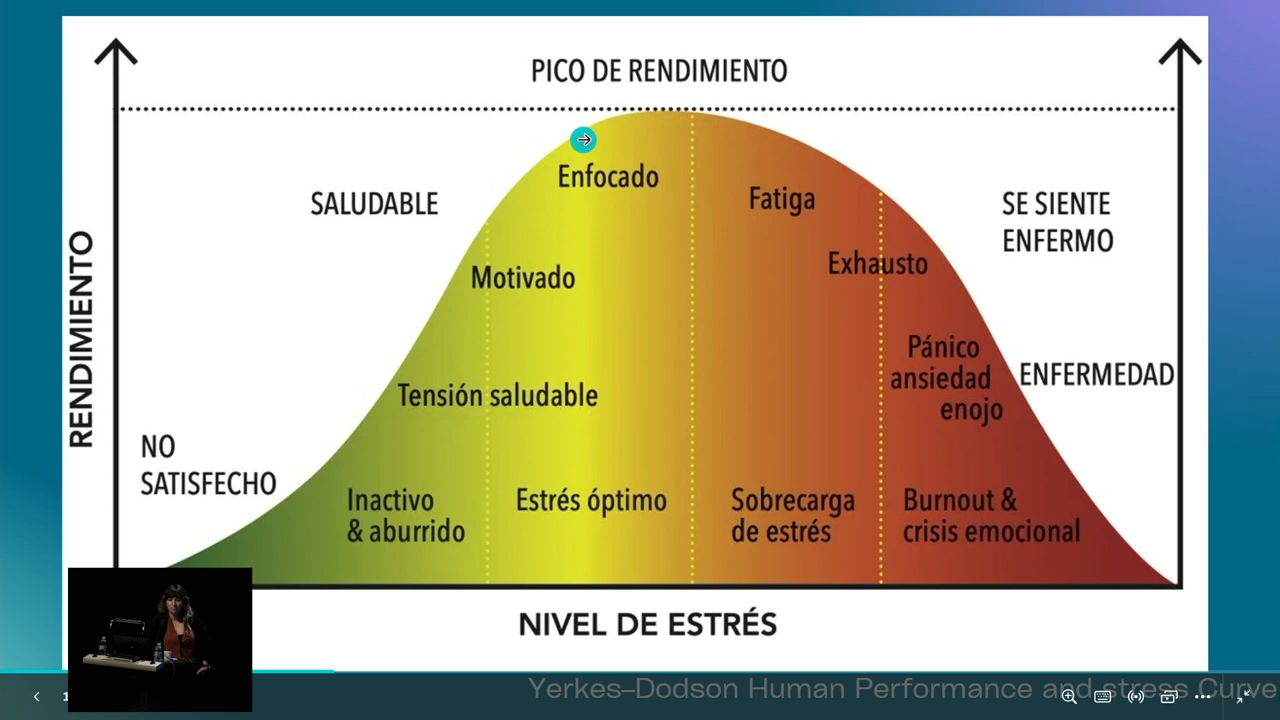 PICO DE RENDIMIENTO
Enfocado
SALUDABLE
Fatiga
SE SIENTE
ENFERMO
Exhausto
Motivado
RENDIMIENTO
Pánico
ansiedad
enojo
ENFERMEDAD
Tensión saludable
NO
SATISFECHO
Inactivo
& aburrido
Estrés óptimo
Sobrecarga
de estrés
Burnout &
crisis emocional
NIVEL DE ESTRÉS
Yerkes–Dodson Human Performance and stress Curve